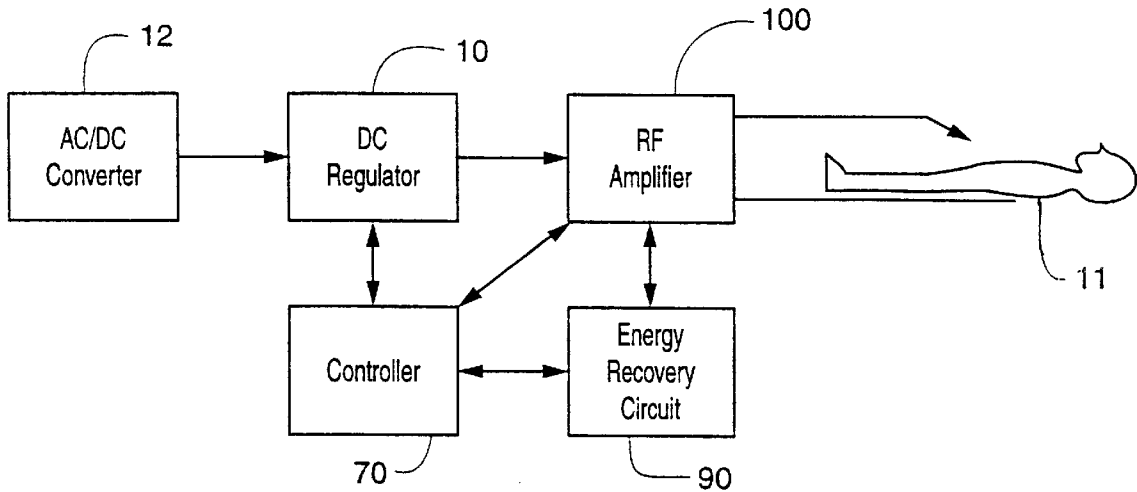 12
10
100
AC/DC
Converter
DC
Regulator
RF
Amplifier
11
Controller
Energy
Recovery
Circuit
70
90